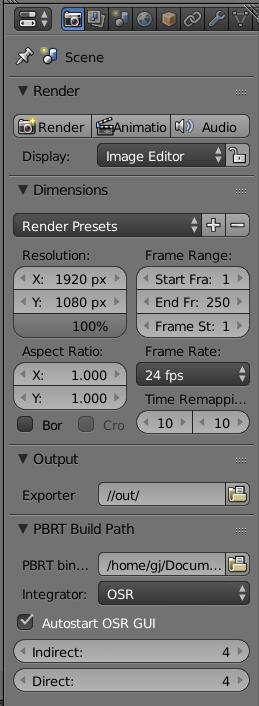 Scene
Render
Render Animatio Audio
Display: Image Editor
Dimensions
Render Presets
Resolution: Frame Range:
X: 1920 px Start Fra: 1
Y: 1080 px End Fr: 250
100% Frame St: 1
Aspect Ratio: Frame Rate:
X: 1.000 24 fps
Y: 1.000 Time Remappi...
Bor Cro 10 10
Output
Exporter //out/
PBRT Build Path
PBRT bin... /home/gj/Docum...
Integrator: OSR
Autostart OSR GUI
Indirect: 4
Direct: 4